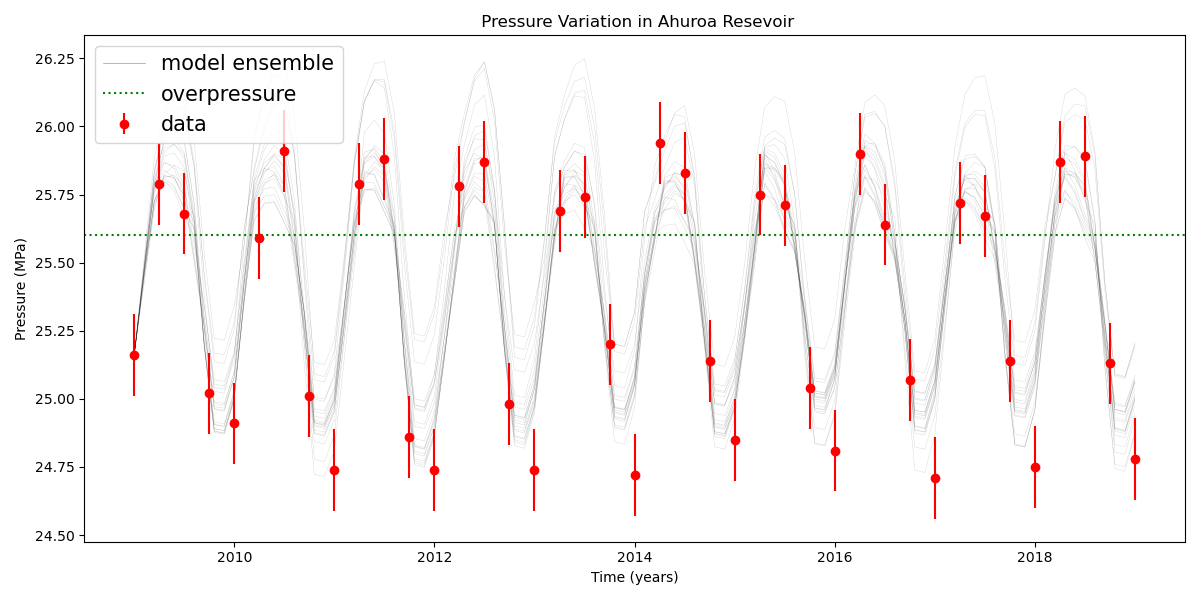 Pressure Variation in Ahuroa Resevoir
model ensemble
overpressure
data
Pressure (MPa)
26.25
26.00
25.75
25.50
25.25
25.00
24.75
24.50
2010
2012
2014
2016
2018
Time (years)